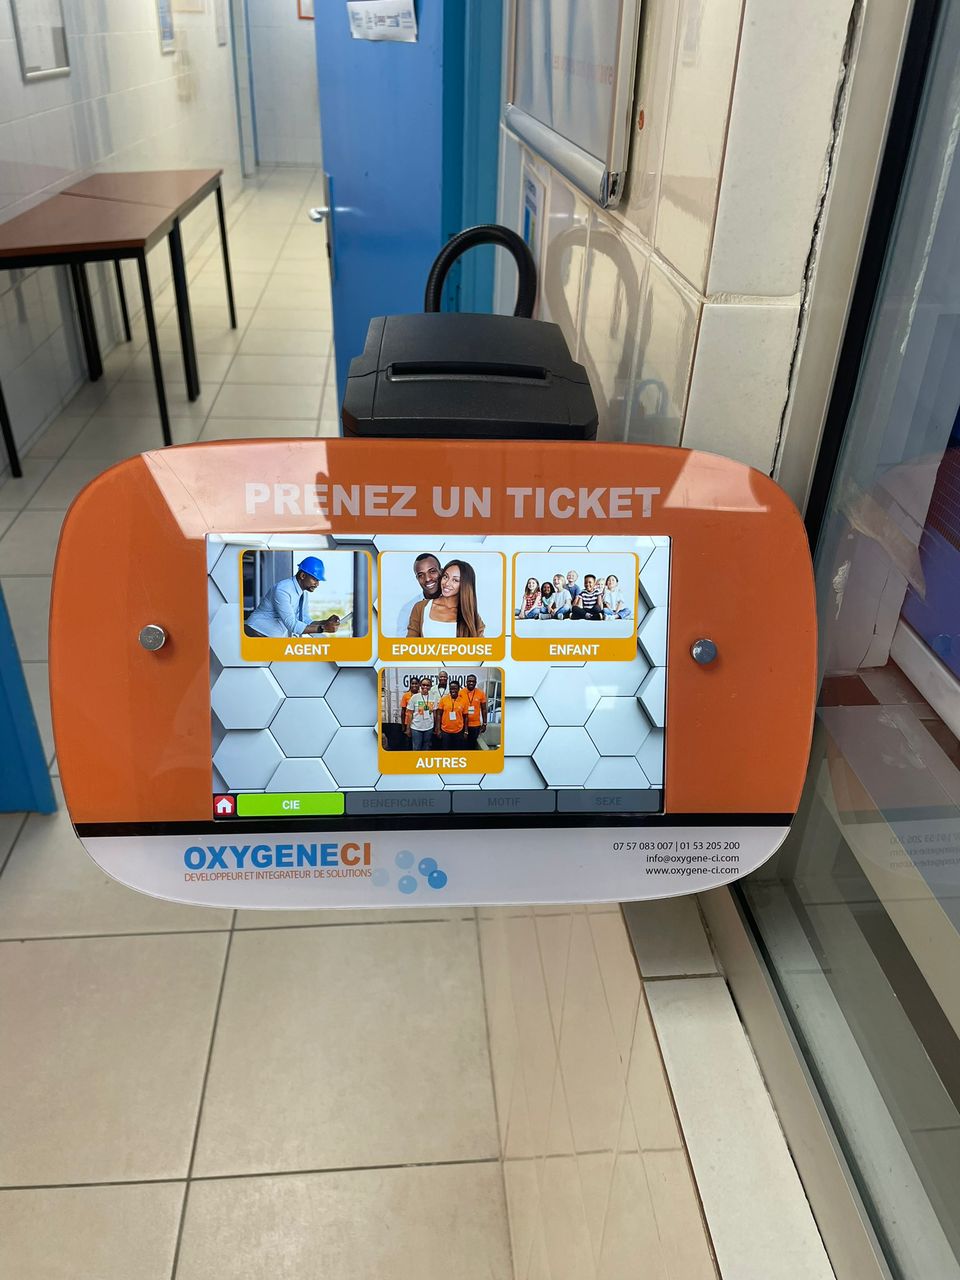 PRENEZ UN TICKET
AGENT
EPOUX/EPOUSE
ENFANT
AUTRES
CIE
BENEFICIAIRE
MOTIF
SEXE
OXYGENECI
DEVELOPPEUR ET INTEGRATEUR DE SOLUTIONS
07 57 083 007 | 01 53 205 200
info@oxygene-ci.com
www.oxygene-ci.com